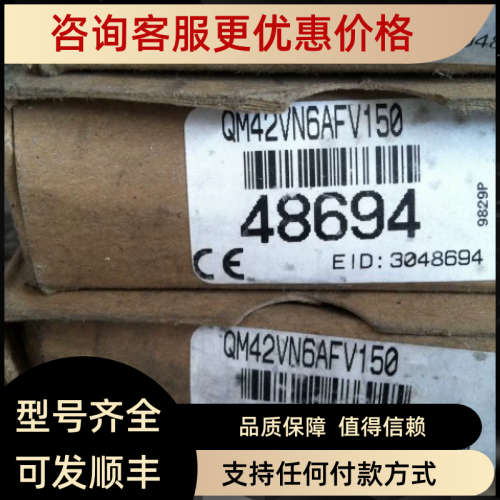 咨询客服更优惠价格
QM42VN6AFV150
48694
9829P
CE
EID: 3048694
QM42VN6AFV150
型号齐全
可发顺丰
品质保障 值得信赖
支持任何付款方式